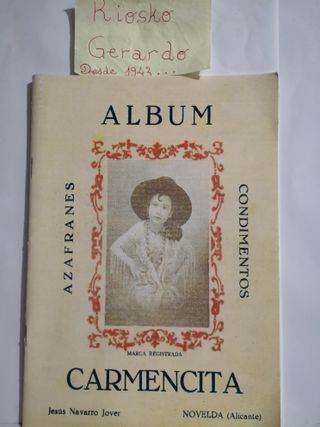 Kiosko
Gerardo
Desde 1943...
ALBUM
AZAFRANES
CONDIMENTOS
MARCA REGISTRADA
CARMENCITA
Jesús Navarro Jover
NOVELDA (Alicante)